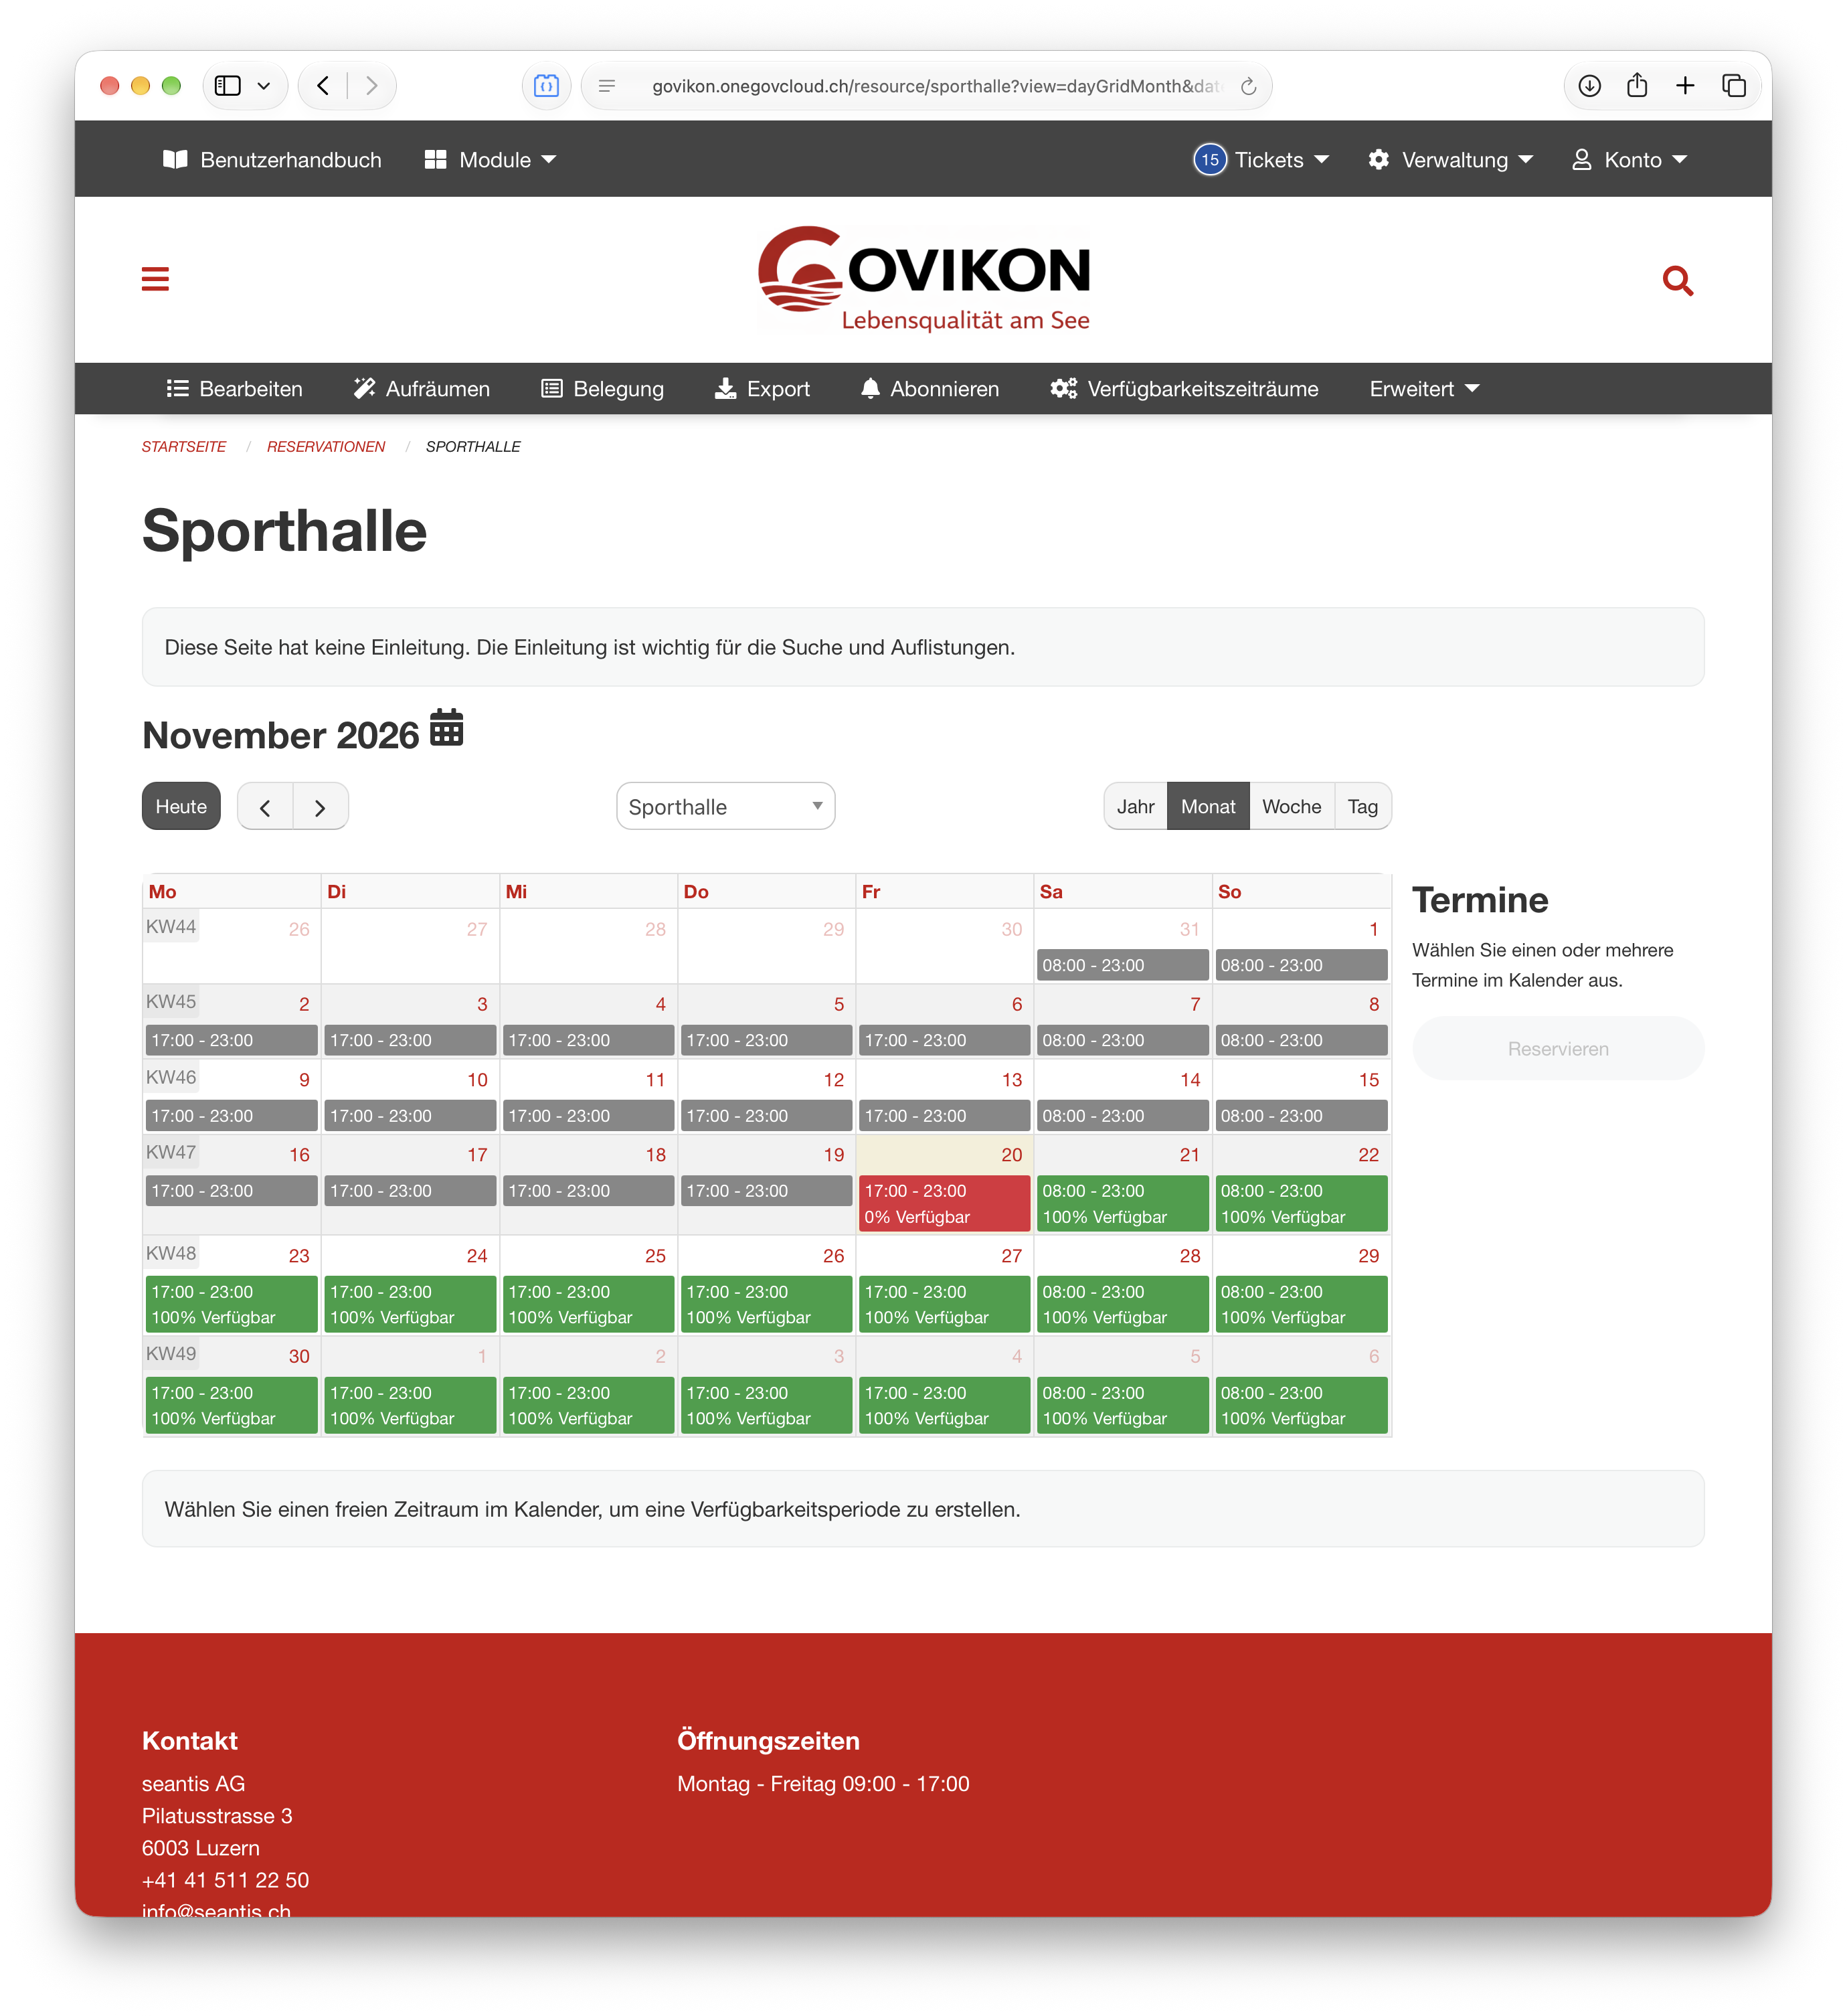 govikon.onegovcloud.ch/resource/sporthalle?view=dayGridMonth&dat
Benutzerhandbuch Module 15 Tickets Verwaltung Konto
GOVIKON
Lebensqualität am See
Bearbeiten Aufräumen Belegung Export Abonnieren Verfügbarkeitszeiträume Erweitert
STARTSEITE / RESERVATIONEN / SPORTHALLE
Sporthalle
Diese Seite hat keine Einleitung. Die Einleitung ist wichtig für die Suche und Auflistungen.
November 2026
Heute Sporthalle Jahr Monat Woche Tag
Mo Di Mi Do Fr Sa So
KW44 26 27 28 29 30 31 1
08:00 - 23:00 08:00 - 23:00
KW45 2 3 4 5 6 7 8
17:00 - 23:00 17:00 - 23:00 17:00 - 23:00 17:00 - 23:00 17:00 - 23:00 08:00 - 23:00 08:00 - 23:00
KW46 9 10 11 12 13 14 15
17:00 - 23:00 17:00 - 23:00 17:00 - 23:00 17:00 - 23:00 17:00 - 23:00 08:00 - 23:00 08:00 - 23:00
KW47 16 17 18 19 20 21 22
17:00 - 23:00 17:00 - 23:00 17:00 - 23:00 17:00 - 23:00 17:00 - 23:00 08:00 - 23:00 08:00 - 23:00
0% Verfügbar 100% Verfügbar 100% Verfügbar
KW48 23 24 25 26 27 28 29
17:00 - 23:00 17:00 - 23:00 17:00 - 23:00 17:00 - 23:00 17:00 - 23:00 08:00 - 23:00 08:00 - 23:00
100% Verfügbar 100% Verfügbar 100% Verfügbar 100% Verfügbar 100% Verfügbar 100% Verfügbar 100% Verfügbar
KW49 30 1 2 3 4 5 6
17:00 - 23:00 17:00 - 23:00 17:00 - 23:00 17:00 - 23:00 17:00 - 23:00 08:00 - 23:00 08:00 - 23:00
100% Verfügbar 100% Verfügbar 100% Verfügbar 100% Verfügbar 100% Verfügbar 100% Verfügbar 100% Verfügbar
Termine
Wählen Sie einen oder mehrere
Termine im Kalender aus.
Reservieren
Wählen Sie einen freien Zeitraum im Kalender, um eine Verfügbarkeitsperiode zu erstellen.
Kontakt
seantis AG
Pilatusstrasse 3
6003 Luzern
+41 41 511 22 50
info@seantis.ch
Öffnungszeiten
Montag - Freitag 09:00 - 17:00